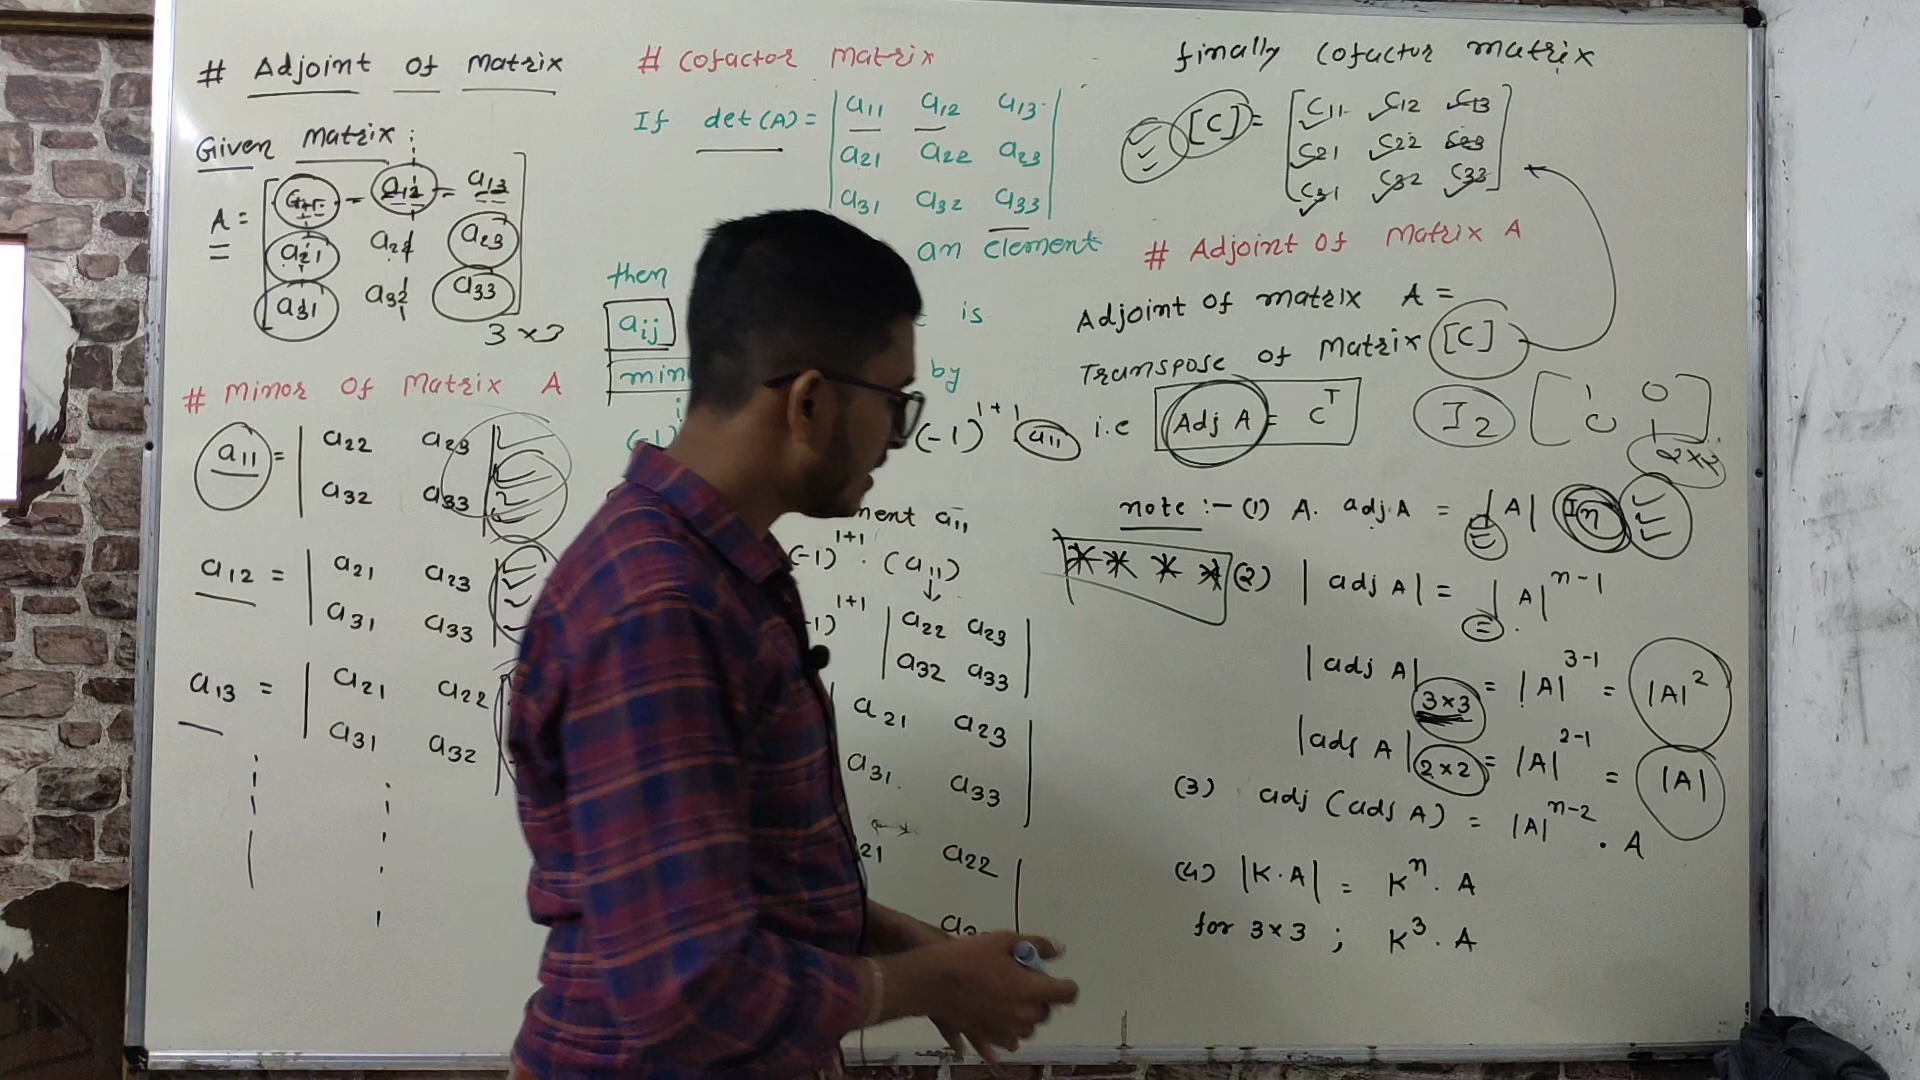 # Adjoint of matrix
Given matrix :
A = [ a11 a12 a13
a21 a22 a23
a31 a32 a33 ]
3×3
# minor of matrix A
a11 = | a22 a23
a32 a33 |
a12 = | a21 a23
a31 a33 |
a13 = | a21 a22
a31 a32
# cofactor matrix
If det(A) = | a11 a12 a13
a21 a22 a23
a31 a32 a33 |
then an element
aij is
by
(-1) (-1)^1+1 a11
a11
(-1)^1+1 . (a11)
1+1 | a22 a23
a32 a33 |
a21 a23
a31 a33 |
21 a22
finally cofactor matrix
[C] = [ C11 C12 C13
C21 C22 C23
C31 C32 C33 ]
# Adjoint of matrix A
Adjoint of matrix A =
Transpose of matrix [C]
i.e Adj A = C^T I2 [ 1 0
0 1 ] 2×2
note :- (1) A. adj.A = |A| In
**** (2) | adj A | = |A|^n-1
| adj A | 3×3 = |A|^3-1 = |A|^2
| adj A | 2×2 = |A|^2-1 = |A|
(3) adj (adj A) = |A|^n-2 . A
(4) |K.A| = K^n . A
for 3×3 ; K^3 . A